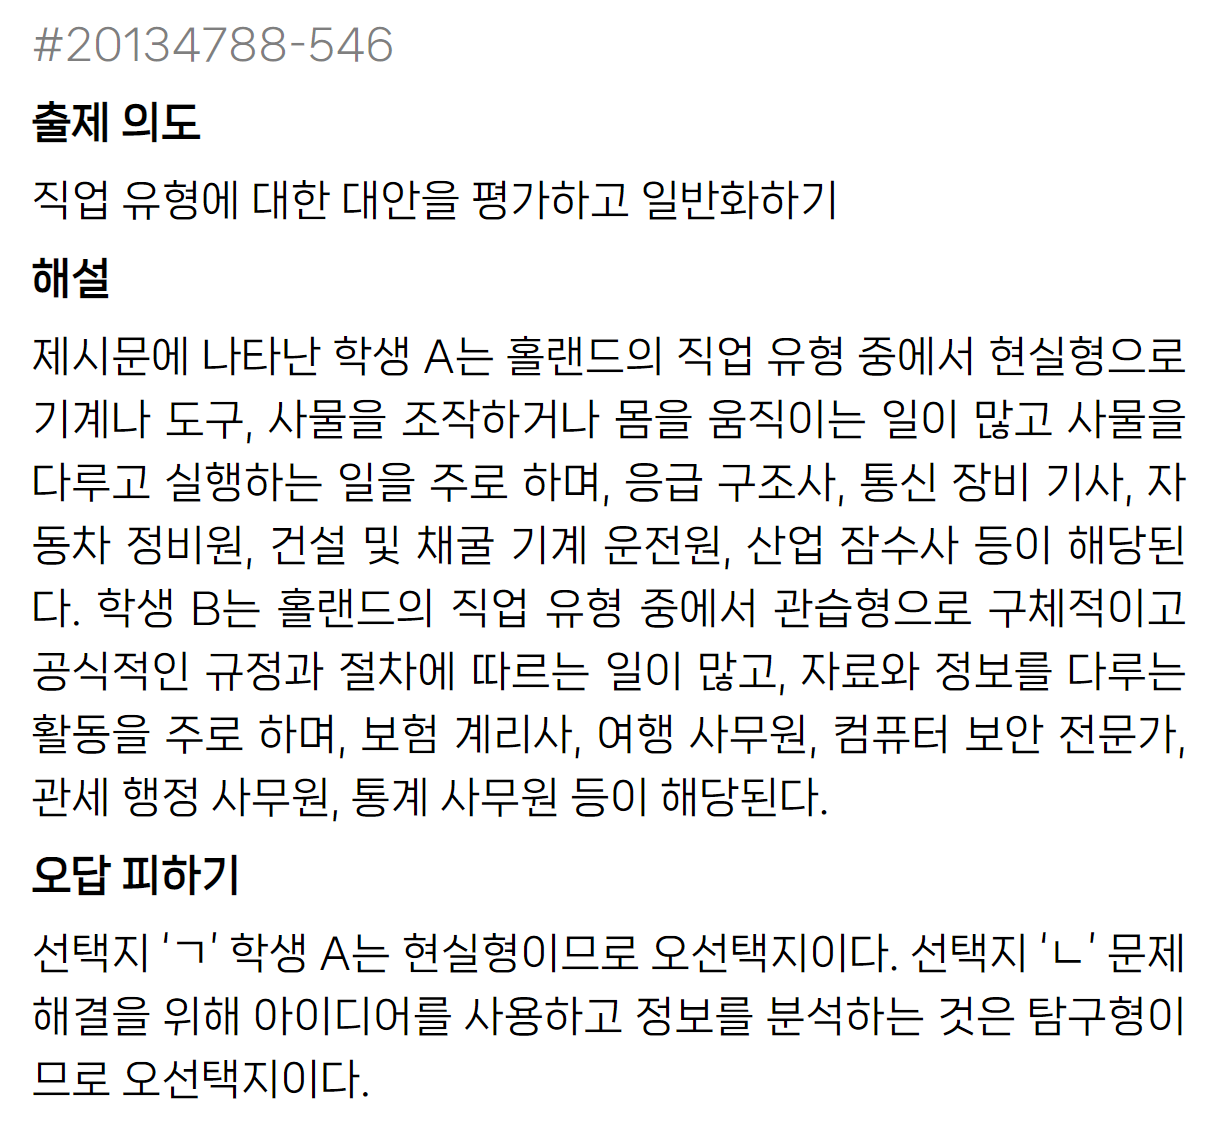 #20134788-546
출제 의도
직업 유형에 대한 대안을 평가하고 일반화하기
해설
제시문에 나타난 학생 A는 홀랜드의 직업 유형 중에서 현실형으로
기계나 도구, 사물을 조작하거나 몸을 움직이는 일이 많고 사물을
다루고 실행하는 일을 주로 하며, 응급 구조사, 통신 장비 기사, 자
동차 정비원, 건설 및 채굴 기계 운전원, 산업 잠수사 등이 해당된
다. 학생 B는 홀랜드의 직업 유형 중에서 관습형으로 구체적이고
공식적인 규정과 절차에 따르는 일이 많고, 자료와 정보를 다루는
활동을 주로 하며, 보험 계리사, 여행 사무원, 컴퓨터 보안 전문가,
관세 행정 사무원, 통계 사무원 등이 해당된다.
오답 피하기
선택지 ‘ㄱ’ 학생 A는 현실형이므로 오선택지이다. 선택지 ‘ㄴ’ 문제
해결을 위해 아이디어를 사용하고 정보를 분석하는 것은 탐구형이
므로 오선택지이다.